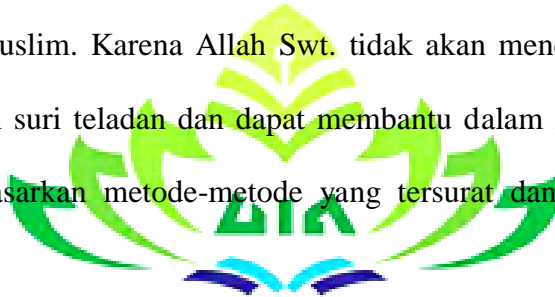 uslim. Karena Allah Swt. tidak akan men
suri teladan dan dapat membantu dalam
sarkan metode-metode yang tersurat dan